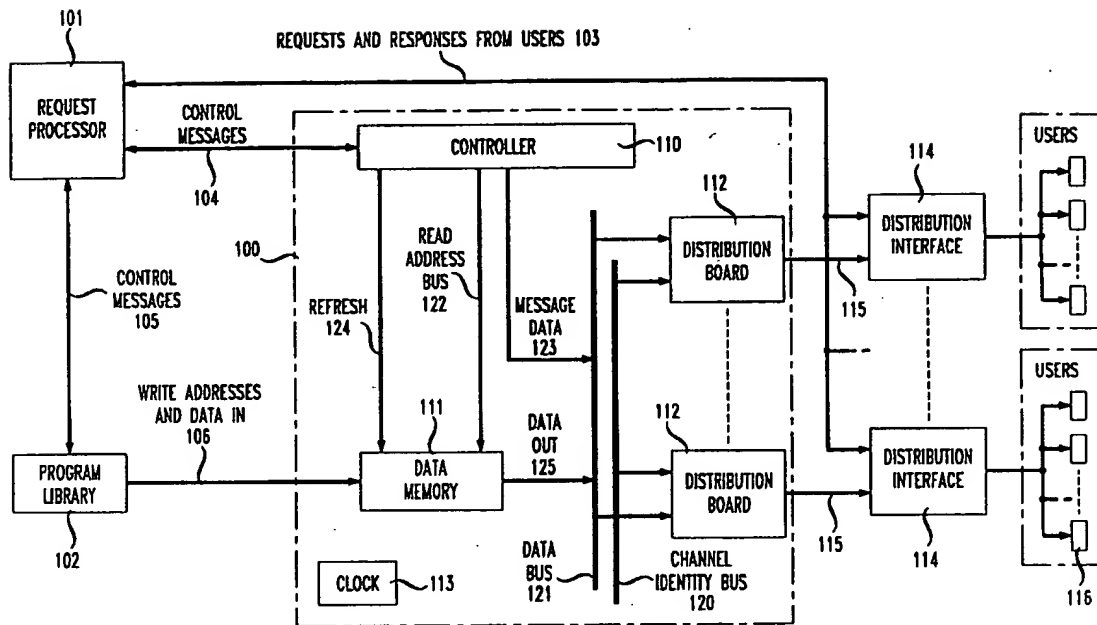 101
REQUESTS AND RESPONSES FROM USERS 103
REQUEST
PROCESSOR
CONTROL
MESSAGES
104
CONTROLLER
110
USERS
114
112
DISTRIBUTION
INTERFACE
DISTRIBUTION
BOARD
100
READ
ADDRESS
BUS
122
CONTROL
MESSAGES
105
REFRESH
124
MESSAGE
DATA
123
115
WRITE ADDRESSES
AND DATA IN
106
111
DATA
OUT
125
112
USERS
PROGRAM
LIBRARY
DATA
MEMORY
DISTRIBUTION
BOARD
DISTRIBUTION
INTERFACE
102
115
114
CLOCK
113
DATA
BUS
121
CHANNEL
IDENTITY BUS
120
116